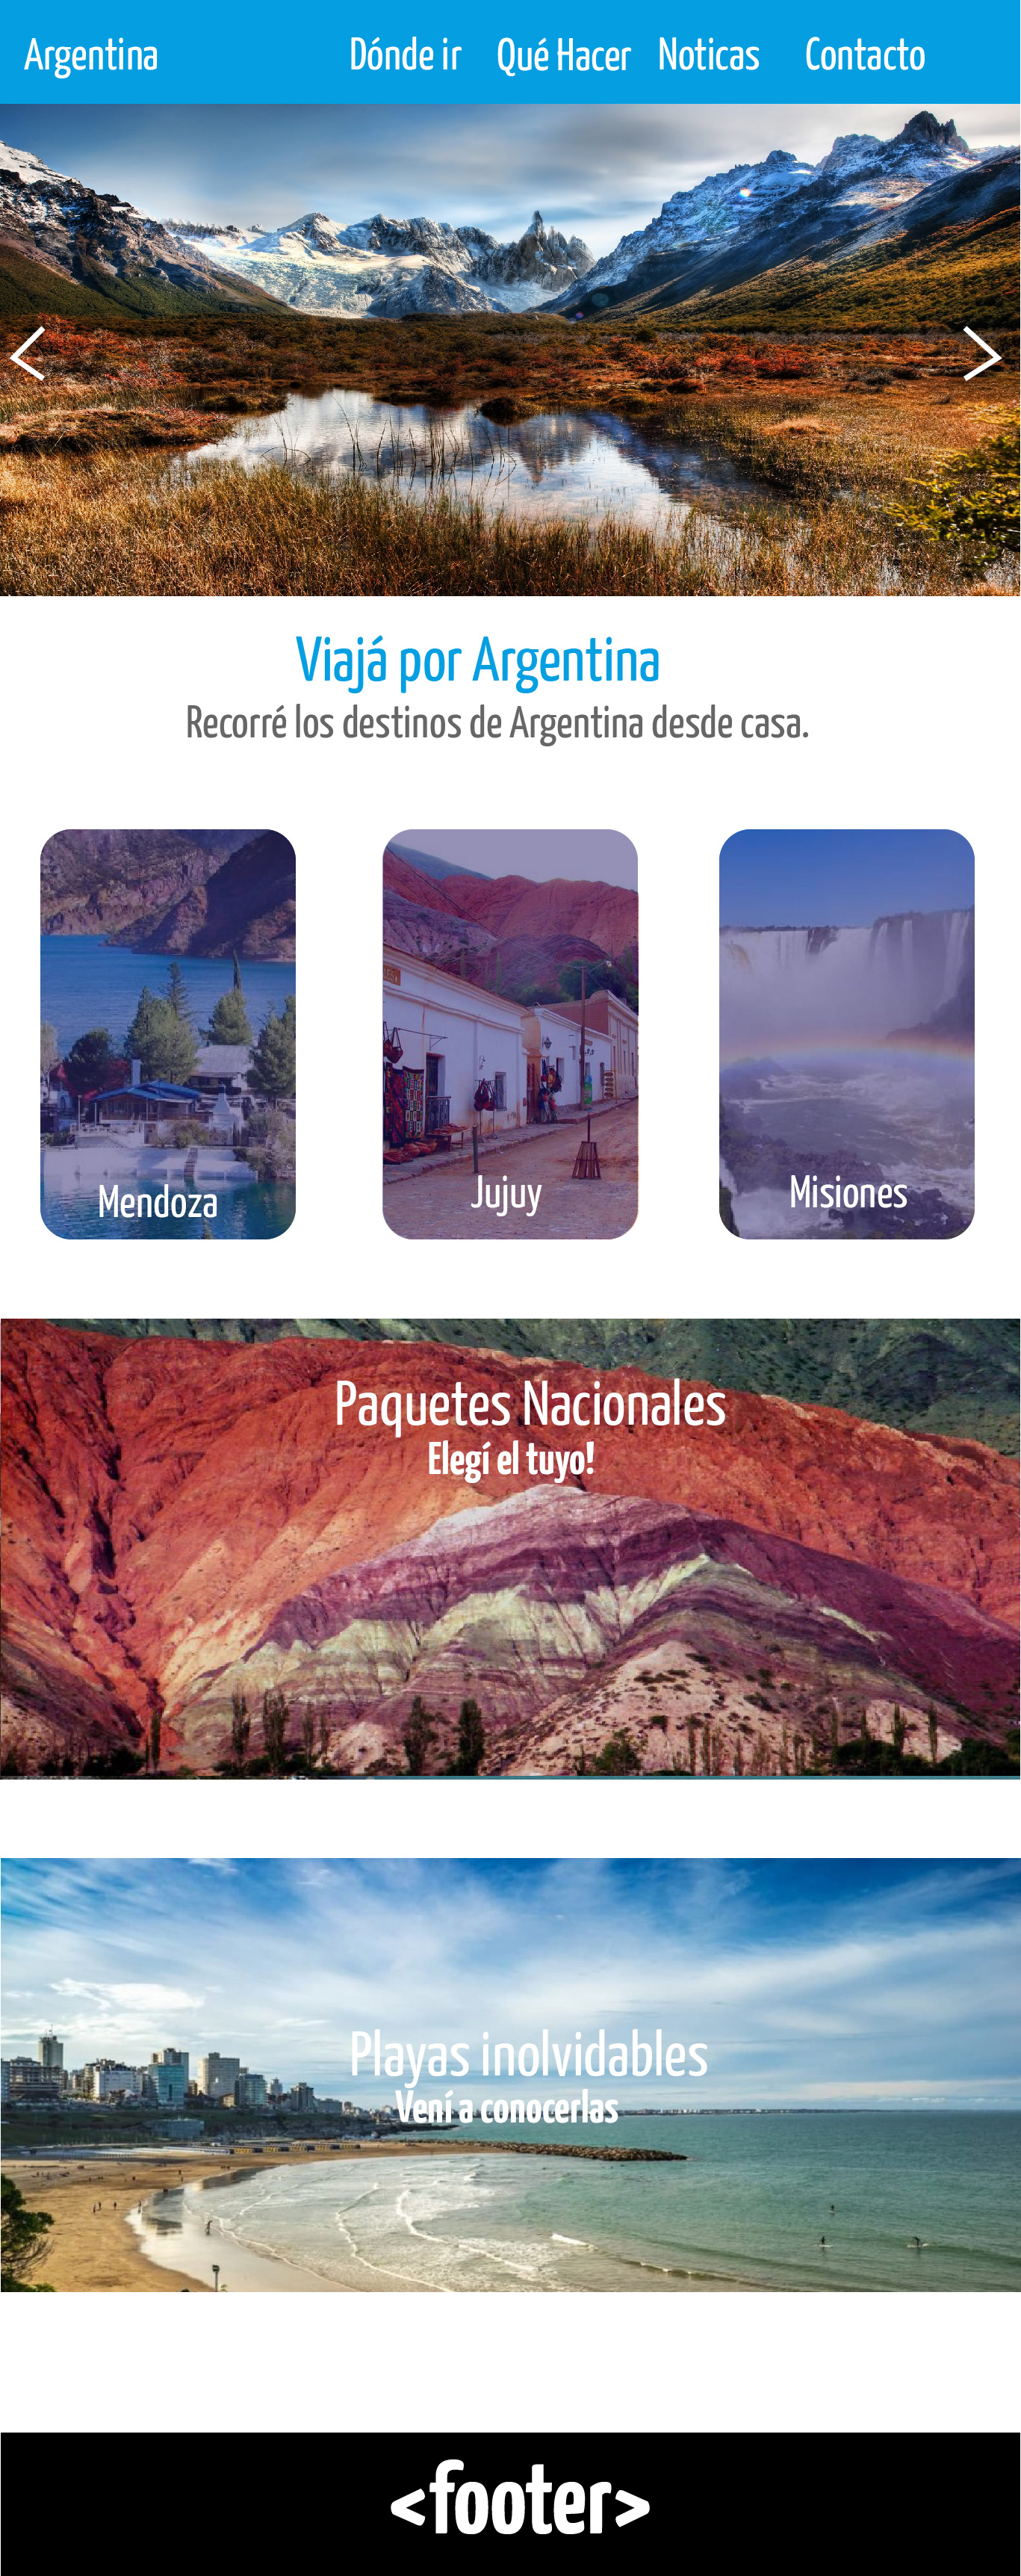 Argentina Dónde ir Qué Hacer Noticas Contacto
Viajá por Argentina
Recorré los destinos de Argentina desde casa.
Mendoza
Jujuy
Misiones
Paquetes Nacionales
Elegí el tuyo!
Playas inolvidables
Vení a conocerlas
<footer>